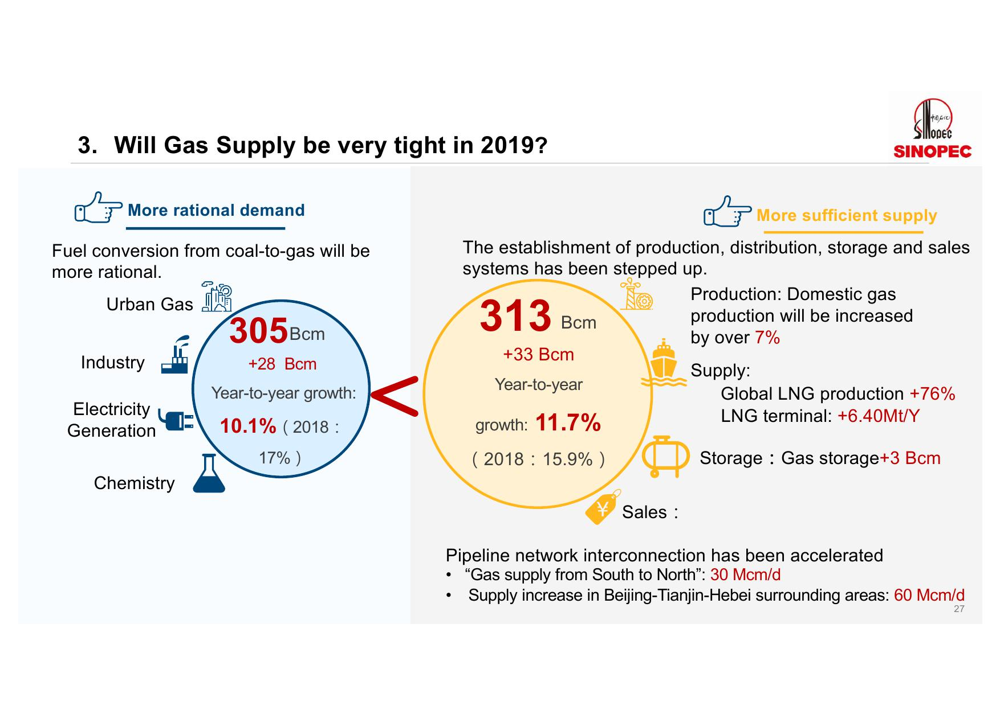 SINOPEC
SINOPEC
3. Will Gas Supply be very tight in 2019?
More rational demand
Fuel conversion from coal-to-gas will be
more rational.
Urban Gas
Industry
Electricity
Generation
Chemistry
305Bcm
+28 Bcm
Year-to-year growth:
10.1%（2018：
17%）
<
More sufficient supply
The establishment of production, distribution, storage and sales
systems has been stepped up.
313 Bcm
+33 Bcm
Year-to-year
growth: 11.7%
（2018：15.9%）
Production: Domestic gas
production will be increased
by over 7%
Supply:
Global LNG production +76%
LNG terminal: +6.40Mt/Y
Storage：Gas storage+3 Bcm
¥
Sales：
Pipeline network interconnection has been accelerated
• “Gas supply from South to North”: 30 Mcm/d
• Supply increase in Beijing-Tianjin-Hebei surrounding areas: 60 Mcm/d
27